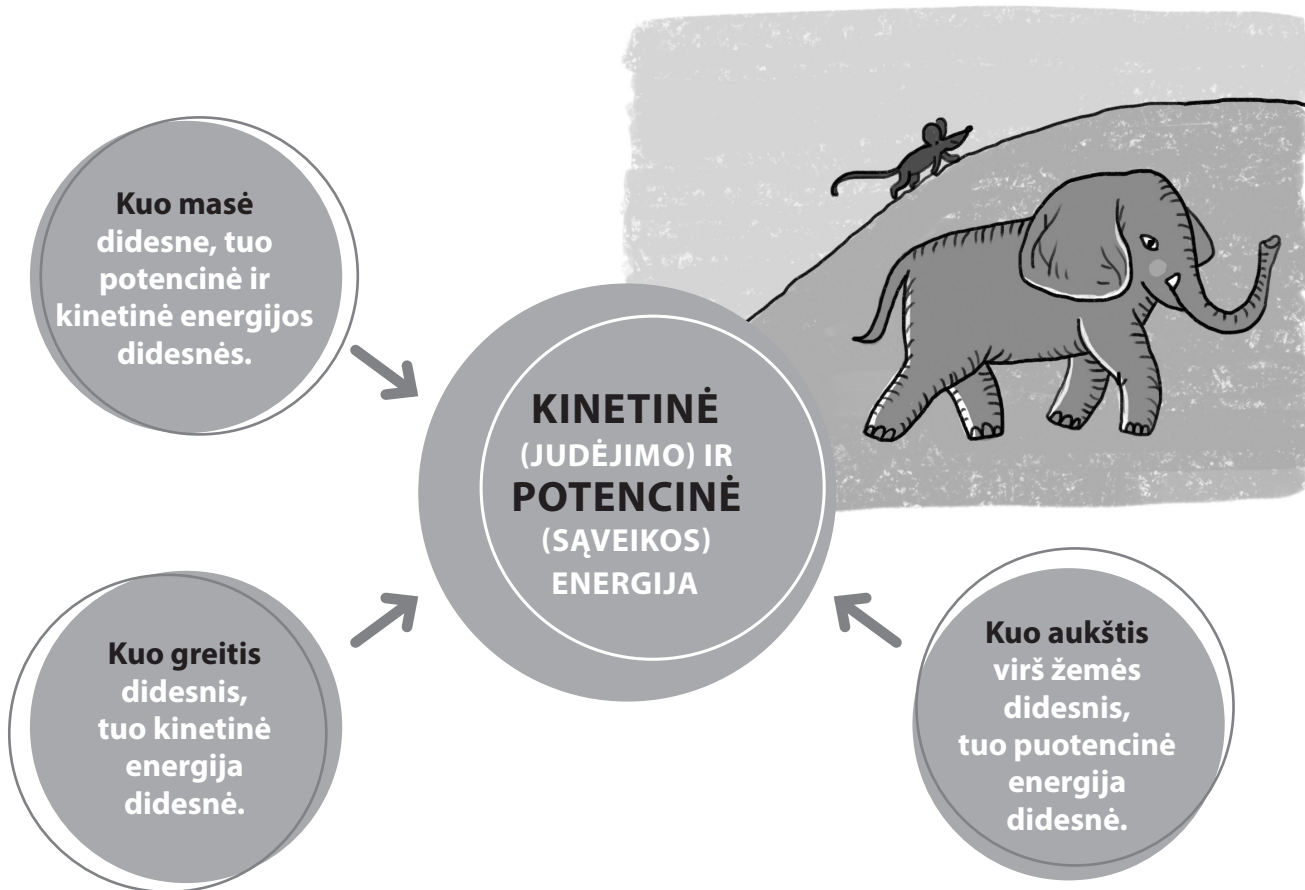 Kuo masė
didesne, tuo
potencinė ir
kinetinė energijos
didesnės.
KINETINĖ
(JUDĖJIMO) IR
POTENCINĖ
(SĄVEIKOS)
ENERGIJA
Kuo greitis
didesnis,
tuo kinetinė
energija
didesnė.
Kuo aukštis
virš žemės
didesnis,
tuo puotencinė
energija
didesnė.